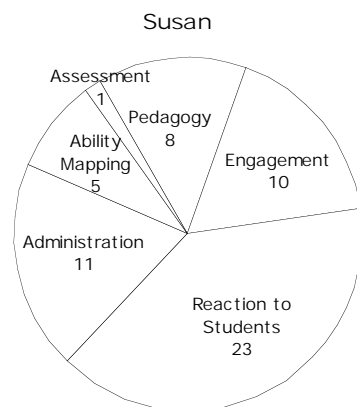 Susan
Assessment
1
Pedagogy
8
Engagement
10
Ability
Mapping
5
Administration
11
Reaction to
Students
23